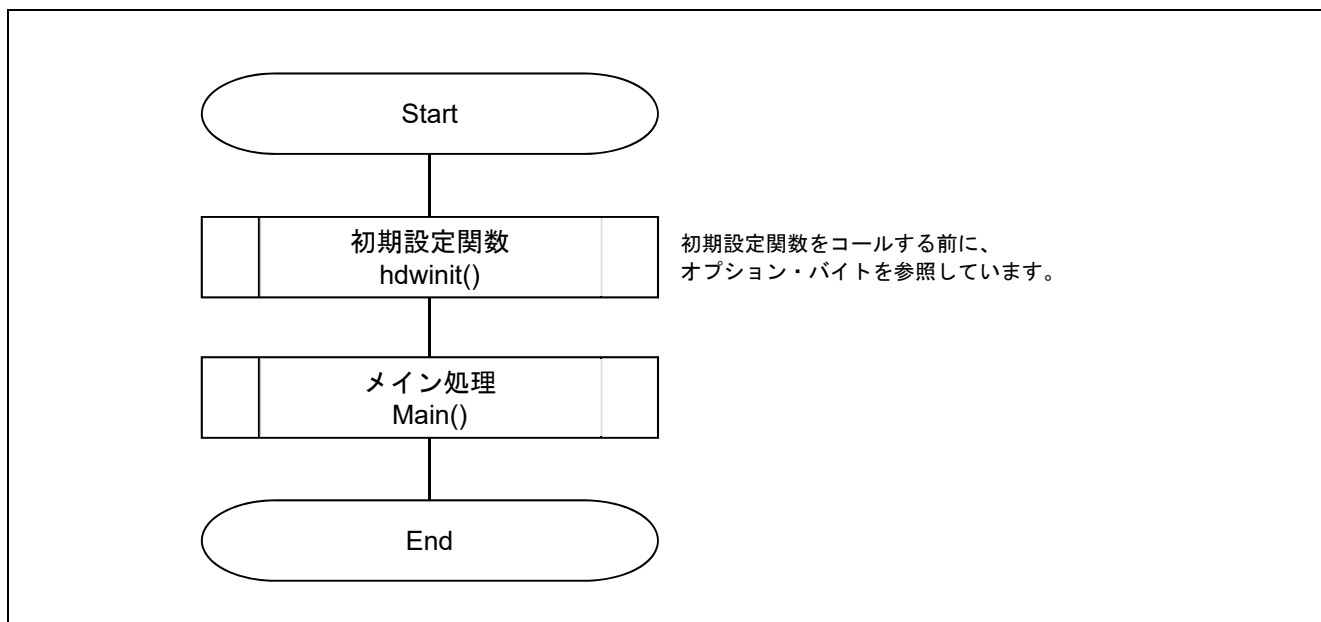 Start
初期設定関数
hdwinit()
初期設定関数をコールする前に、
オプション・バイトを参照しています。
メイン処理
Main()
End